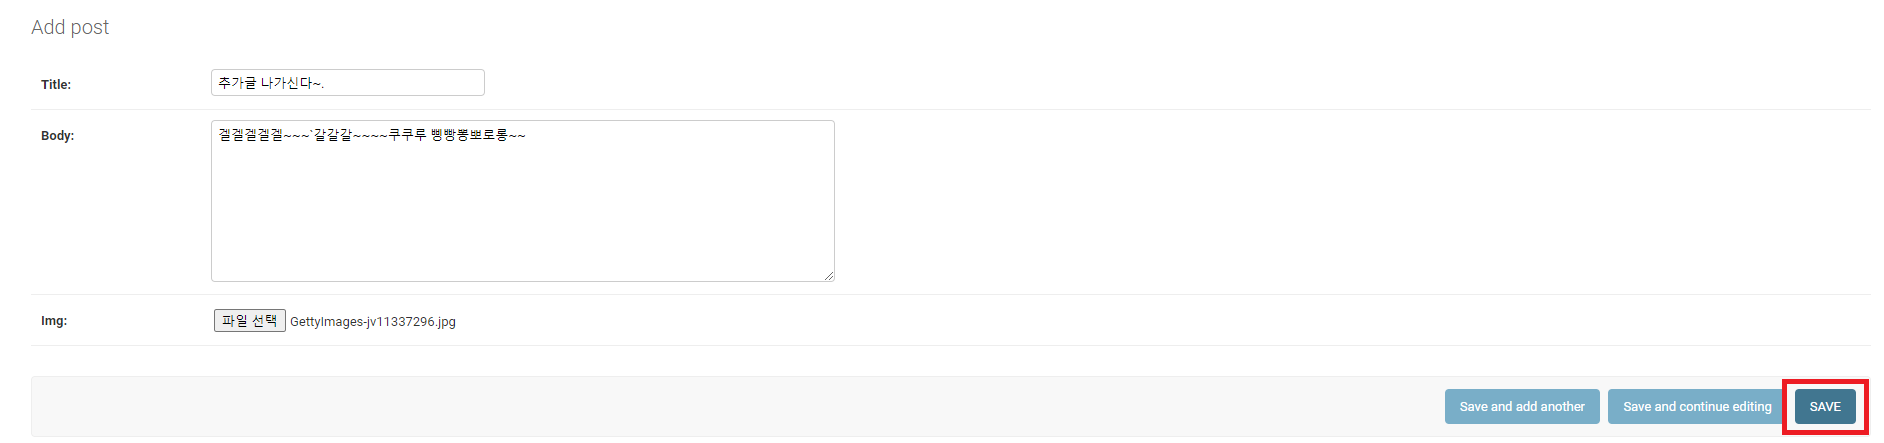 Add post
Title:
추가글 나가신다~.
Body:
겔겔겔겔겔~~~`갈갈갈~~~~쿠쿠루 삥빵뽕뽀로롱~~
Img:
파일 선택 GettyImages-jv11337296.jpg
Save and add another Save and continue editing SAVE